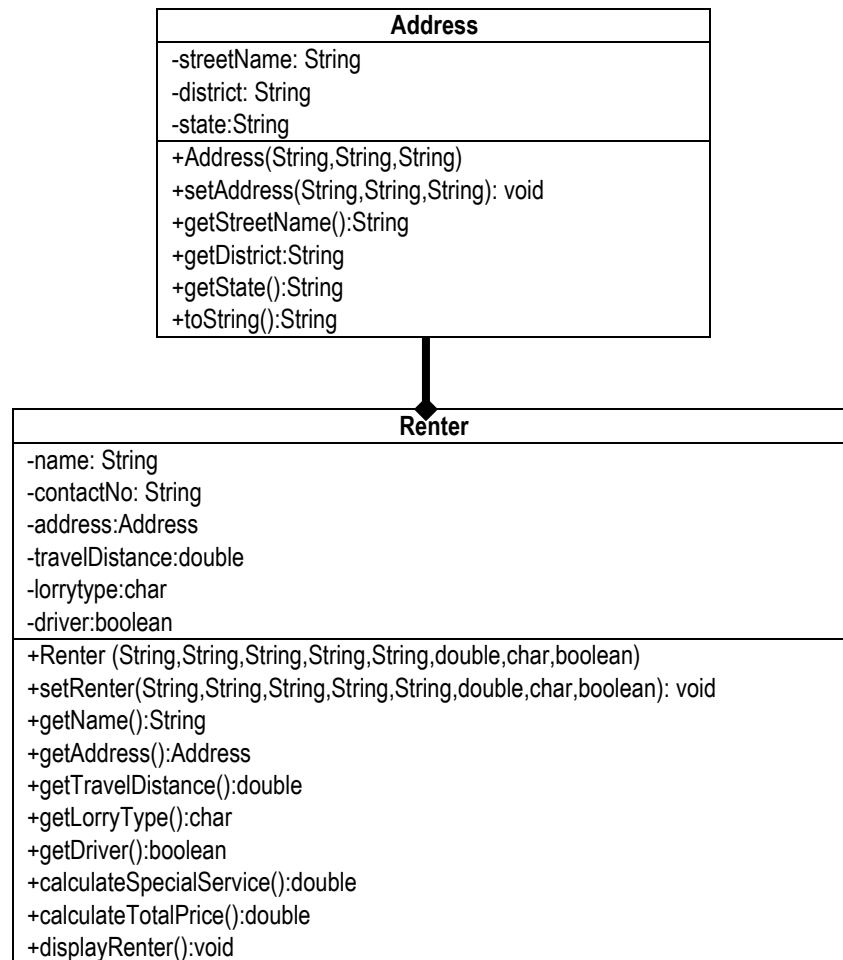 Address
-streetName: String
-district: String
-state:String
+Address(String,String,String)
+setAddress(String,String,String): void
+getStreetName():String
+getDistrict:String
+getState():String
+toString():String
Renter
-name: String
-contactNo: String
-address:Address
-travelDistance:double
-lorrytype:char
-driver:boolean
+Renter (String,String,String,String,String,double,char,boolean)
+setRenter(String,String,String,String,String,double,char,boolean): void
+getName():String
+getAddress():Address
+getTravelDistance():double
+getLorryType():char
+getDriver():boolean
+calculateSpecialService():double
+calculateTotalPrice():double
+displayRenter():void